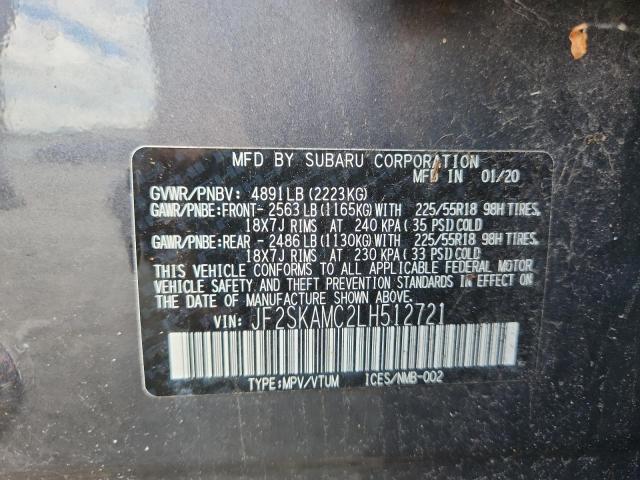 MFD BY SUBARU CORPORATION
MFD IN 01/20
GVWR/PNBV: 4891LB (2223KG)
GAWR/PNBE:FRONT- 2563 LB (1165KG)WITH 225/55R18 98H TIRES,
18X7J RIMS AT 240 KPA ( 35 PSI) COLD
GAWR/PNBE:REAR - 2486 LB (1130KG)WITH 225/55R18 98H TIRES,
18X7J RIMS AT 230 KPA ( 33 PSI) COLD
THIS VEHICLE CONFORMS TO ALL APPLICABLE FEDERAL MOTOR
VEHICLE SAFETY AND THEFT PREVENTION STANDARDS IN EFFECT
ON THE DATE OF MANUFACTURE SHOWN ABOVE.
VIN: JF2SKAMC2LH512721
TYPE:MPV/VTUM ICES/NMB-002